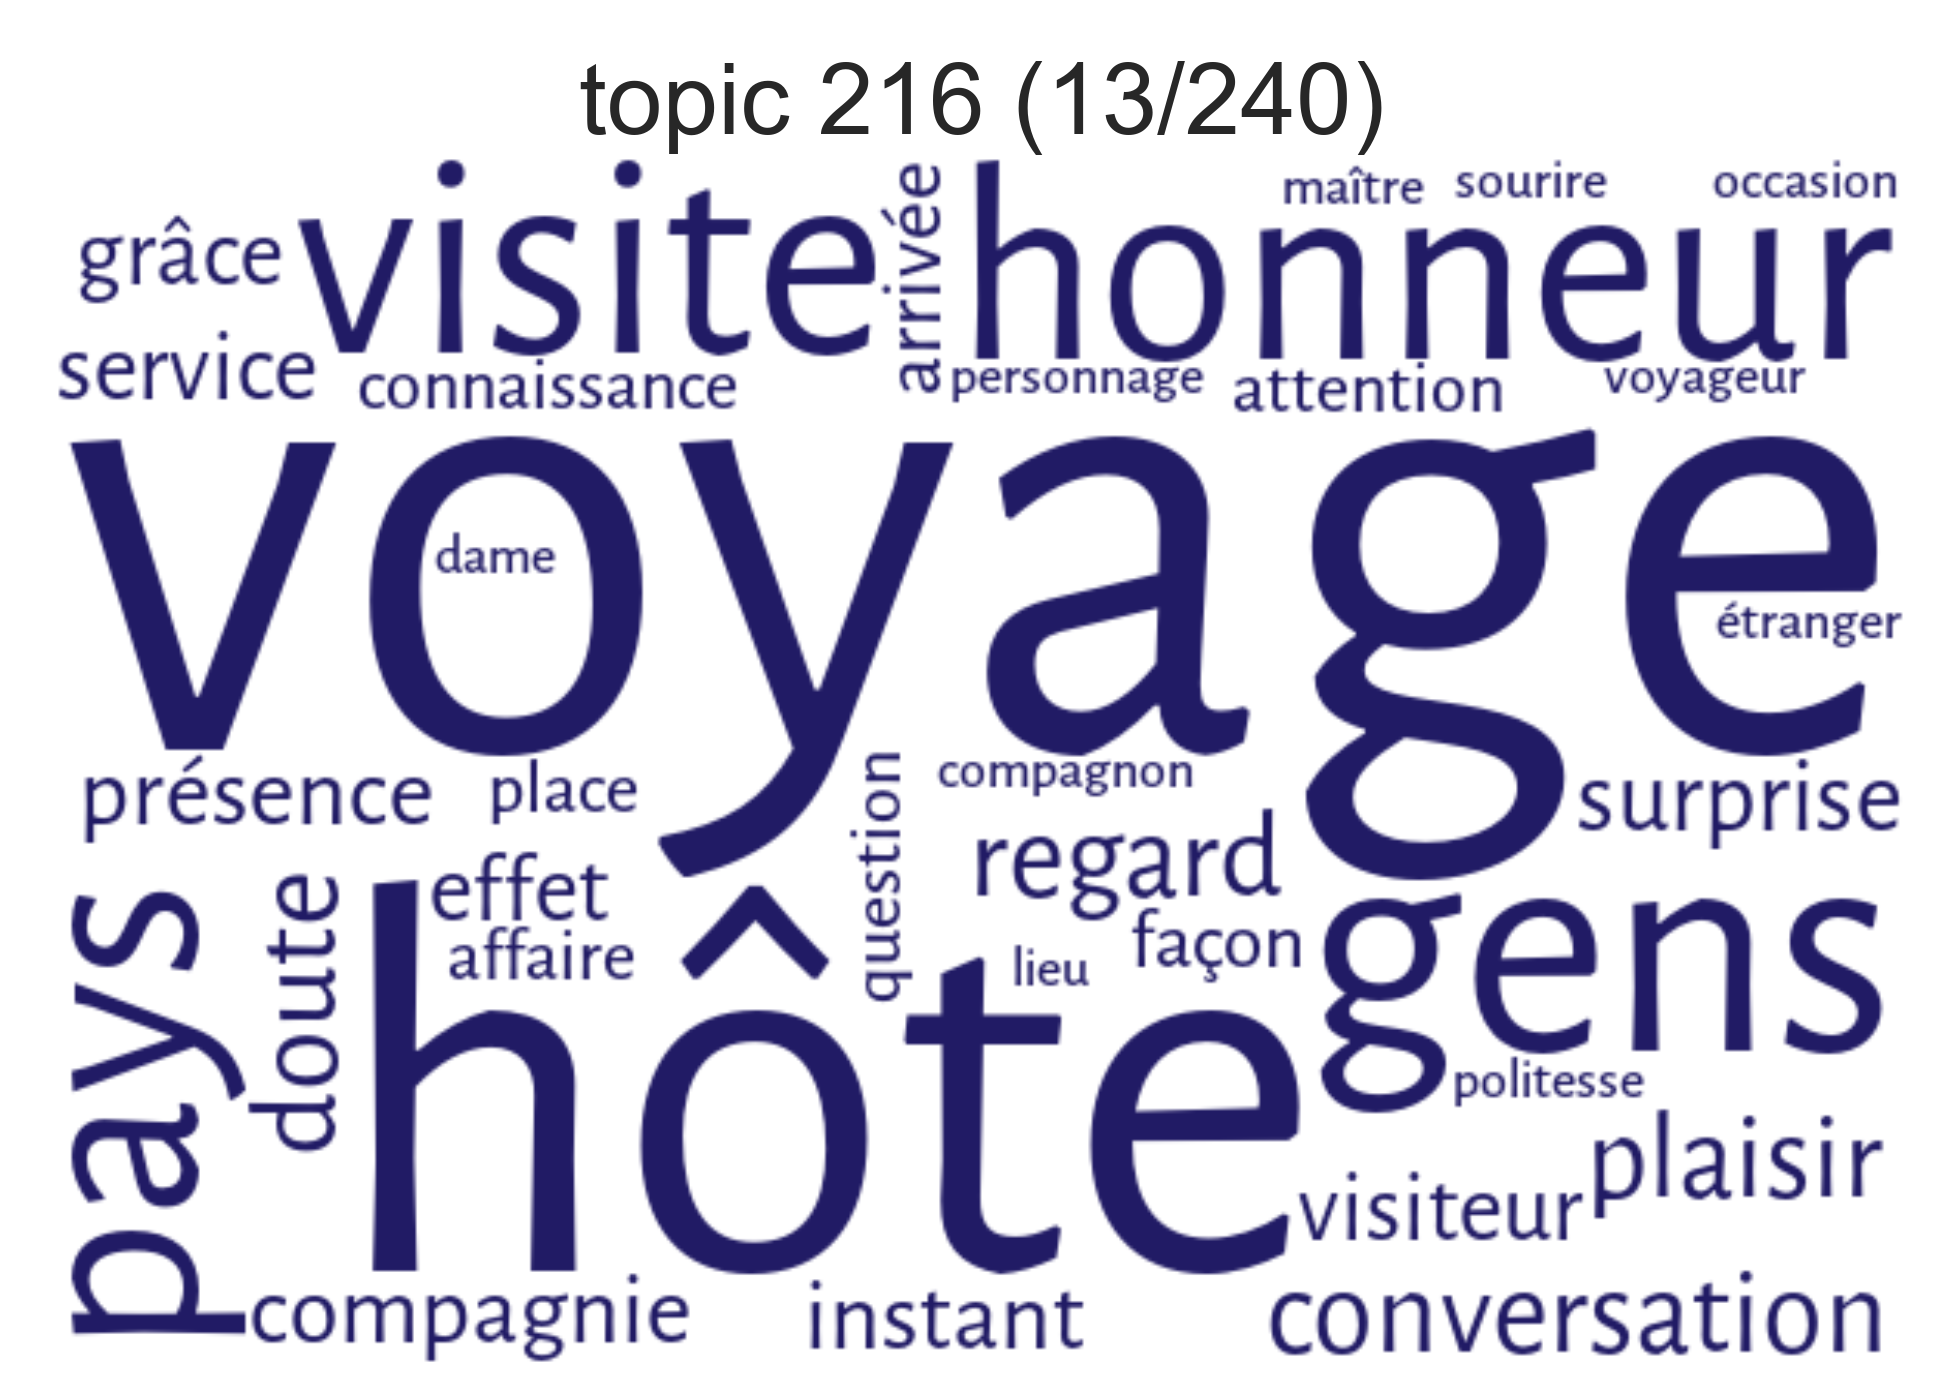 topic 216 (13/240)
maître sourire occasion
grâce visite arrivée honneur
service connaissance personnage attention voyageur
voyage
dame
étranger
présence place question compagnon surprise
effet regard
pays doute affaire lieu façon gens
hôte
politesse
plaisir
visiteur
compagnie instant conversation